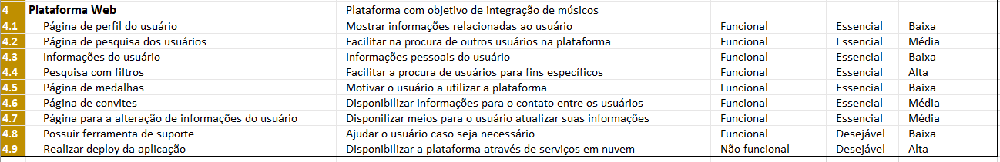 4 Plataforma Web Plataforma com objetivo de integração de músicos
4.1 Página de perfil do usuário Mostrar informações relacionadas ao usuário Funcional Essencial Baixa
4.2 Página de pesquisa dos usuários Facilitar na procura de outros usuários na plataforma Funcional Essencial Média
4.3 Informações do usuário Informações pessoais do usuário Funcional Essencial Baixa
4.4 Pesquisa com filtros Facilitar a procura de usuários para fins específicos Funcional Essencial Alta
4.5 Página de medalhas Motivar o usuário a utilizar a plataforma Funcional Essencial Baixa
4.6 Página de convites Disponibilizar informações para o contato entre os usuários Funcional Essencial Média
4.7 Página para a alteração de informações do usuário Disponilizar meios para o usuário atualizar suas informações Funcional Essencial Média
4.8 Possuir ferramenta de suporte Ajudar o usuário caso seja necessário Funcional Desejável Baixa
4.9 Realizar deploy da aplicação Disponibilizar a plataforma através de serviços em nuvem Não funcional Desejável Alta